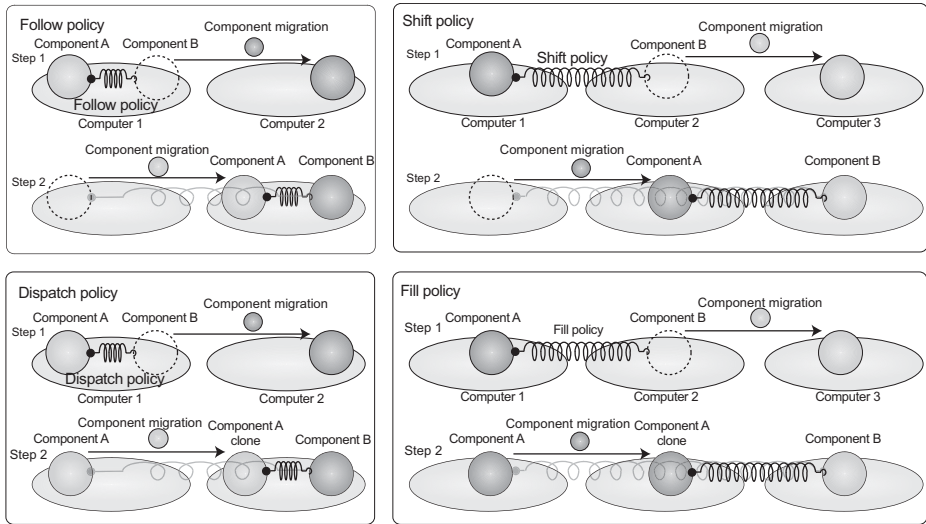 Follow policy
Component A
Component B
Component migration
Step 1
Follow policy
Computer 1
Computer 2
Component migration
Component A
Component B
Step 2
Shift policy
Component A
Component B
Component migration
Step 1
Shift policy
Computer 1
Computer 2
Computer 3
Component migration
Component A
Component B
Step 2
Dispatch policy
Component A
Component B
Component migration
Step 1
Dispatch policy
Computer 1
Computer 2
Component A
Component migration
Component A
clone
Component B
Step 2
Fill policy
Component A
Component B
Component migration
Step 1
Fill policy
Computer 1
Computer 2
Computer 3
Component A
Component migration
Component A
clone
Component B
Step 2